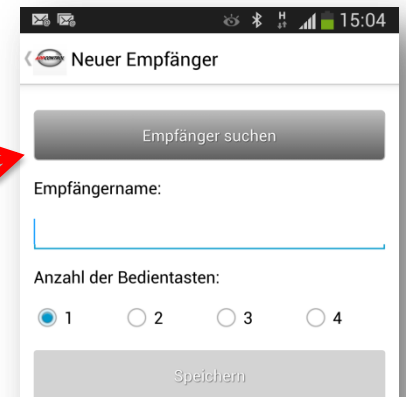 H 15:04
Neuer Empfänger
Empfänger suchen
Empfängername:
Anzahl der Bedientasten:
1 2 3 4
Speichern